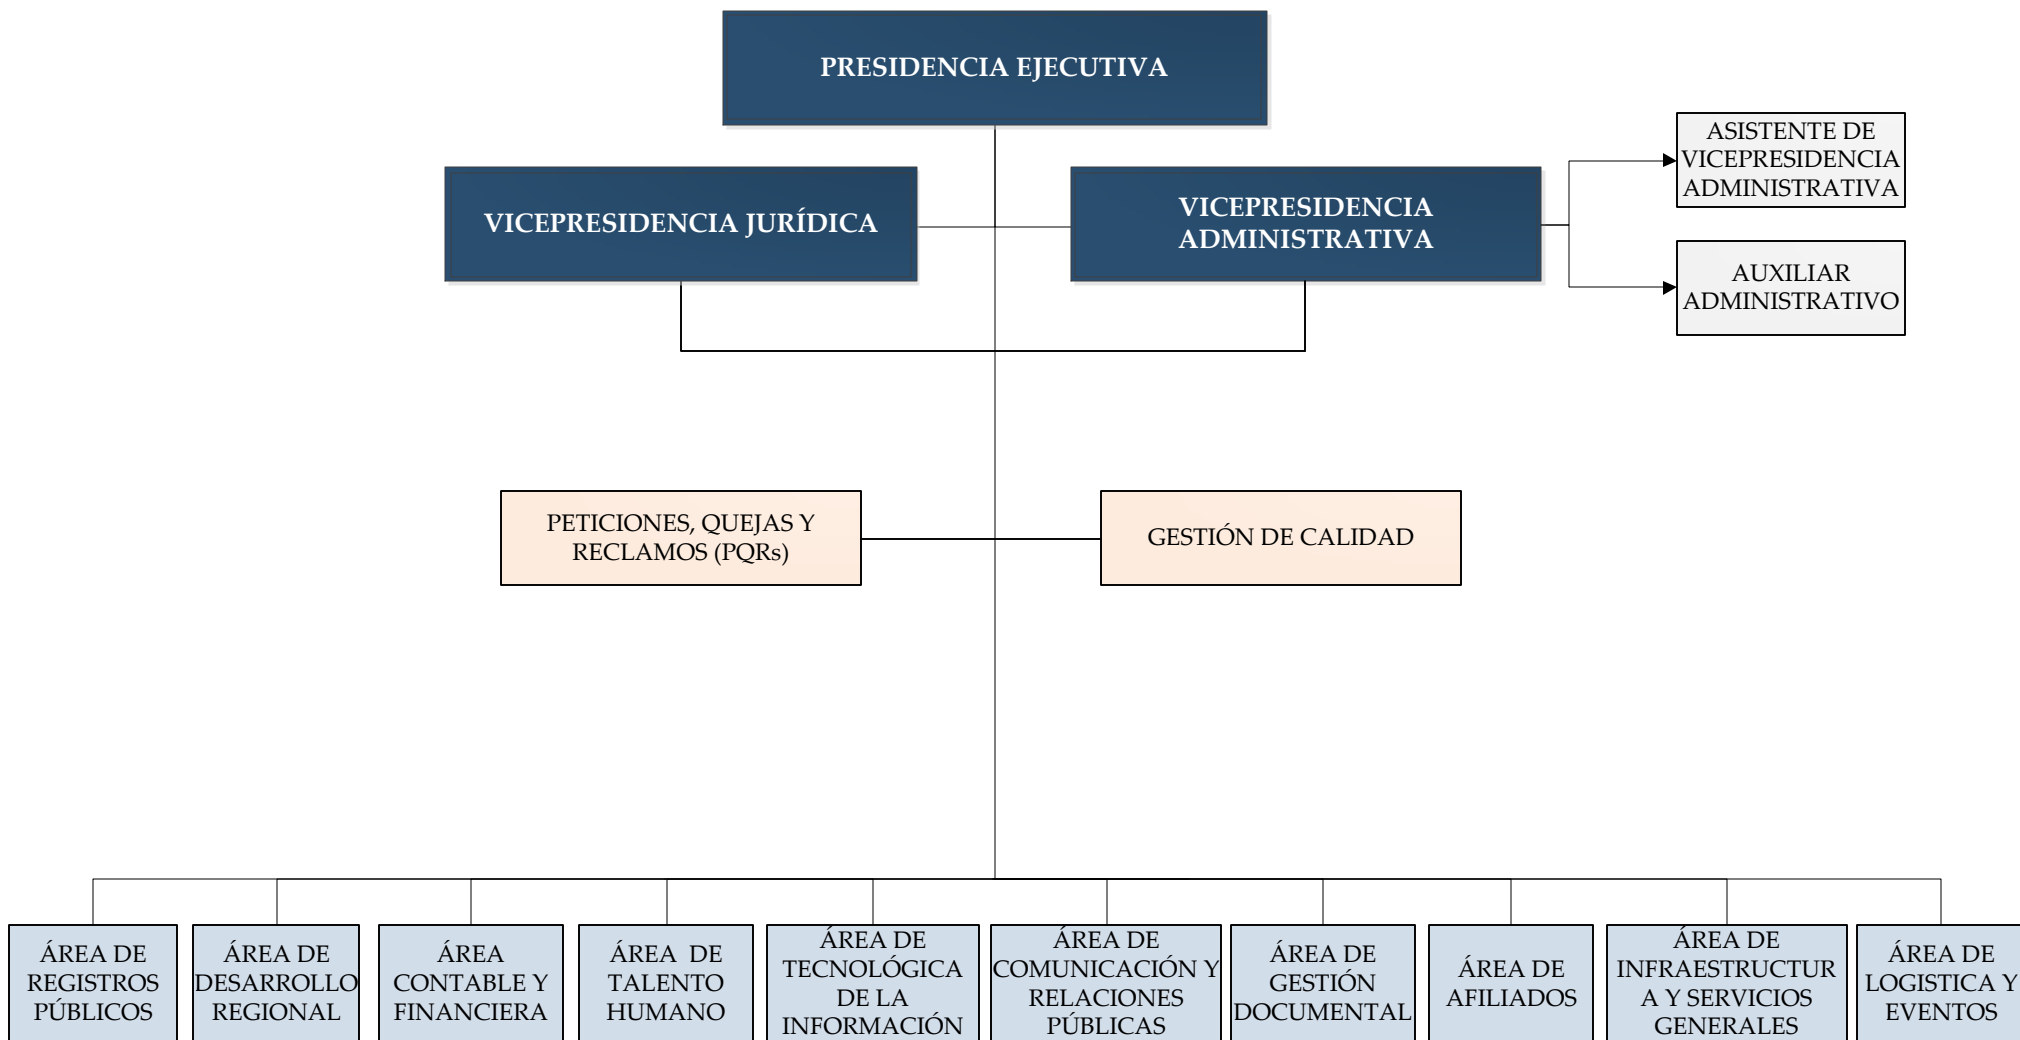 PRESIDENCIA EJECUTIVA
VICEPRESIDENCIA JURÍDICA
VICEPRESIDENCIA
ADMINISTRATIVA
ASISTENTE DE
VICEPRESIDENCIA
ADMINISTRATIVA
AUXILIAR
ADMINISTRATIVO
PETICIONES, QUEJAS Y
RECLAMOS (PQRs)
GESTIÓN DE CALIDAD
ÁREA DE
REGISTROS
PÚBLICOS
ÁREA DE
DESARROLLO
REGIONAL
ÁREA
CONTABLE Y
FINANCIERA
ÁREA DE
TALENTO
HUMANO
ÁREA DE
TECNOLÓGICA
DE LA
INFORMACIÓN
ÁREA DE
COMUNICACIÓN Y
RELACIONES
PÚBLICAS
ÁREA DE
GESTIÓN
DOCUMENTAL
ÁREA DE
AFILIADOS
ÁREA DE
INFRAESTRUCTUR
A Y SERVICIOS
GENERALES
ÁREA DE
LOGISTICA Y
EVENTOS